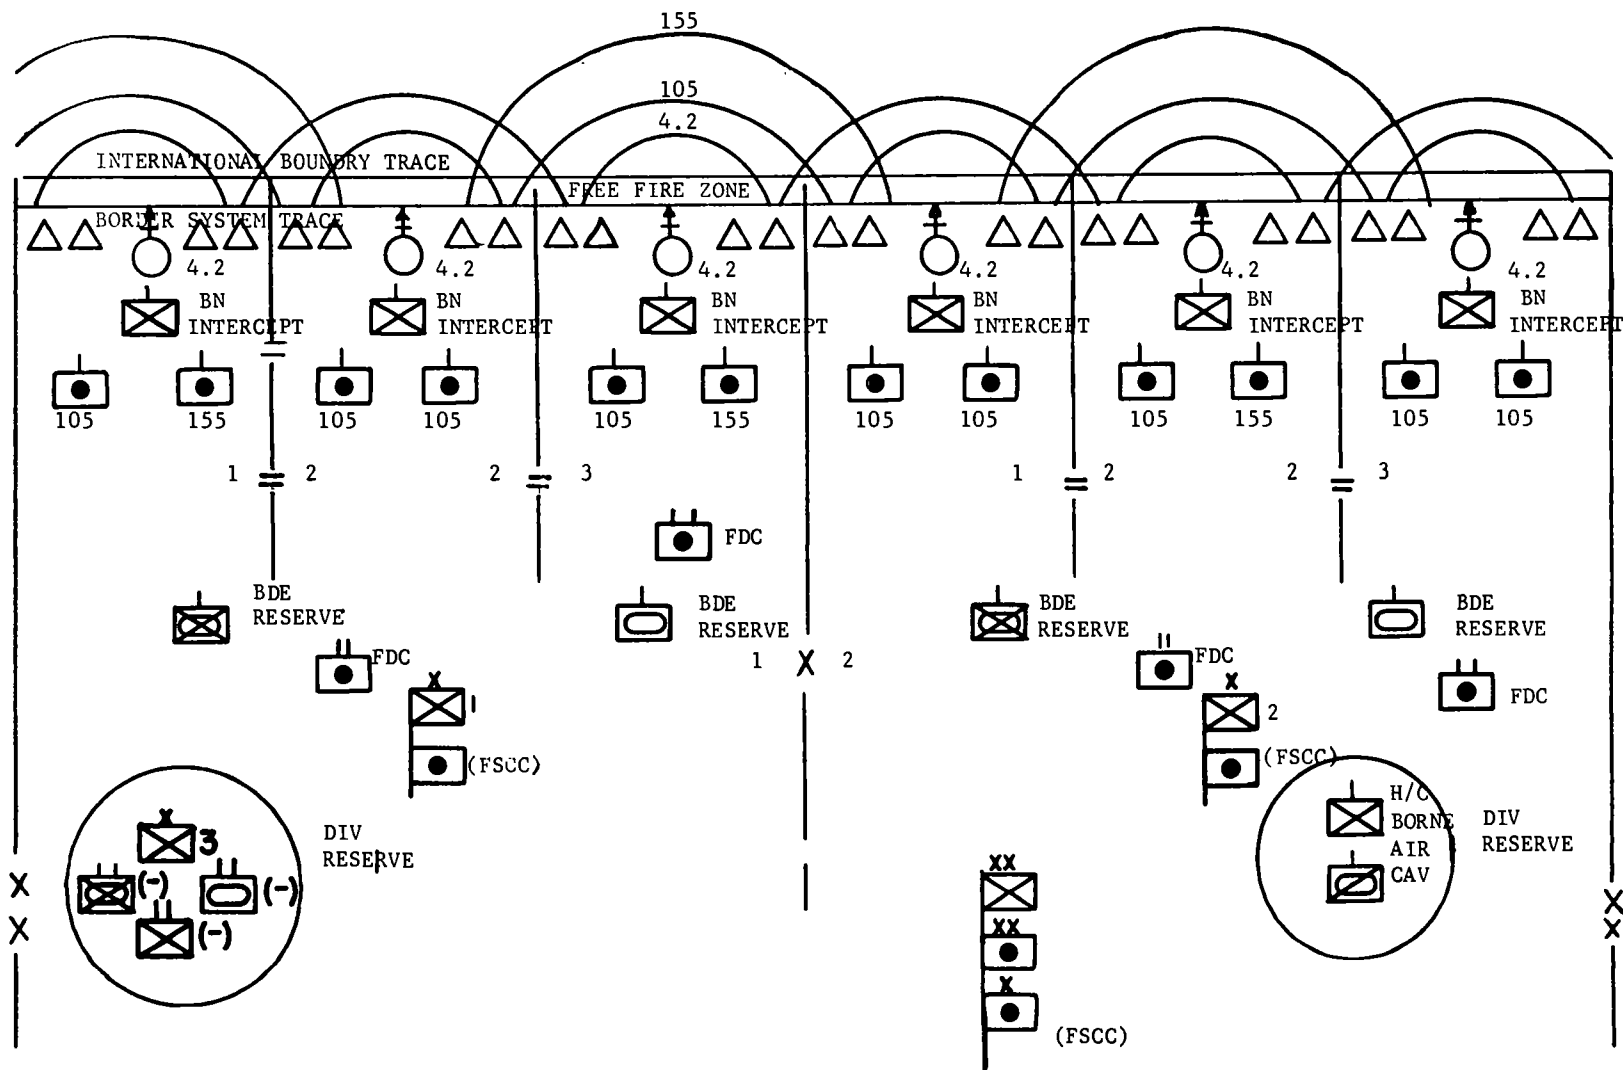 155
105
4.2
INTERNATIONAL BOUNDRY TRACE
FREE FIRE ZONE
BORDER SYSTEM TRACE
4.2 4.2 4.2 4.2 4.2 4.2
BN BN BN BN BN BN
INTERCEPT INTERCEPT INTERCEPT INTERCEPT INTERCEPT INTERCEPT
105 155 105 105 105 155 105 105 105 155 105 105
1 2 2 3 1 2 2 3
FDC
BDE BDE BDE BDE
RESERVE RESERVE RESERVE RESERVE
FDC 1 X 2 FDC
X 1 X 2 FDC
(FSCC) (FSCC)
X 3
DIV
RESERVE
H/C
BORNE
AIR
CAV
DIV
RESERVE
(-) (-)
(-)
X
X
XX
XX
X
(FSCC)
X
X